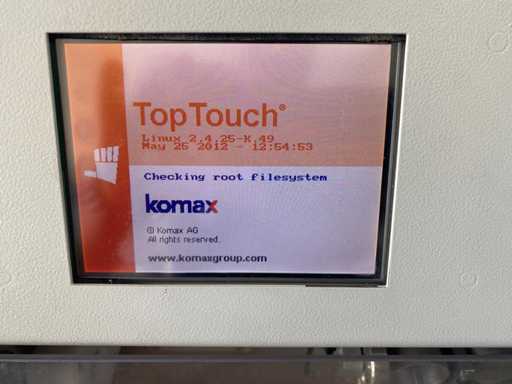 TopTouch®
Linux 2.4.25-K.49
May 25 2012 - 12:54:53
Checking root filesystem
komax
© Komax AG
All rights reserved.
www.komaxgroup.com